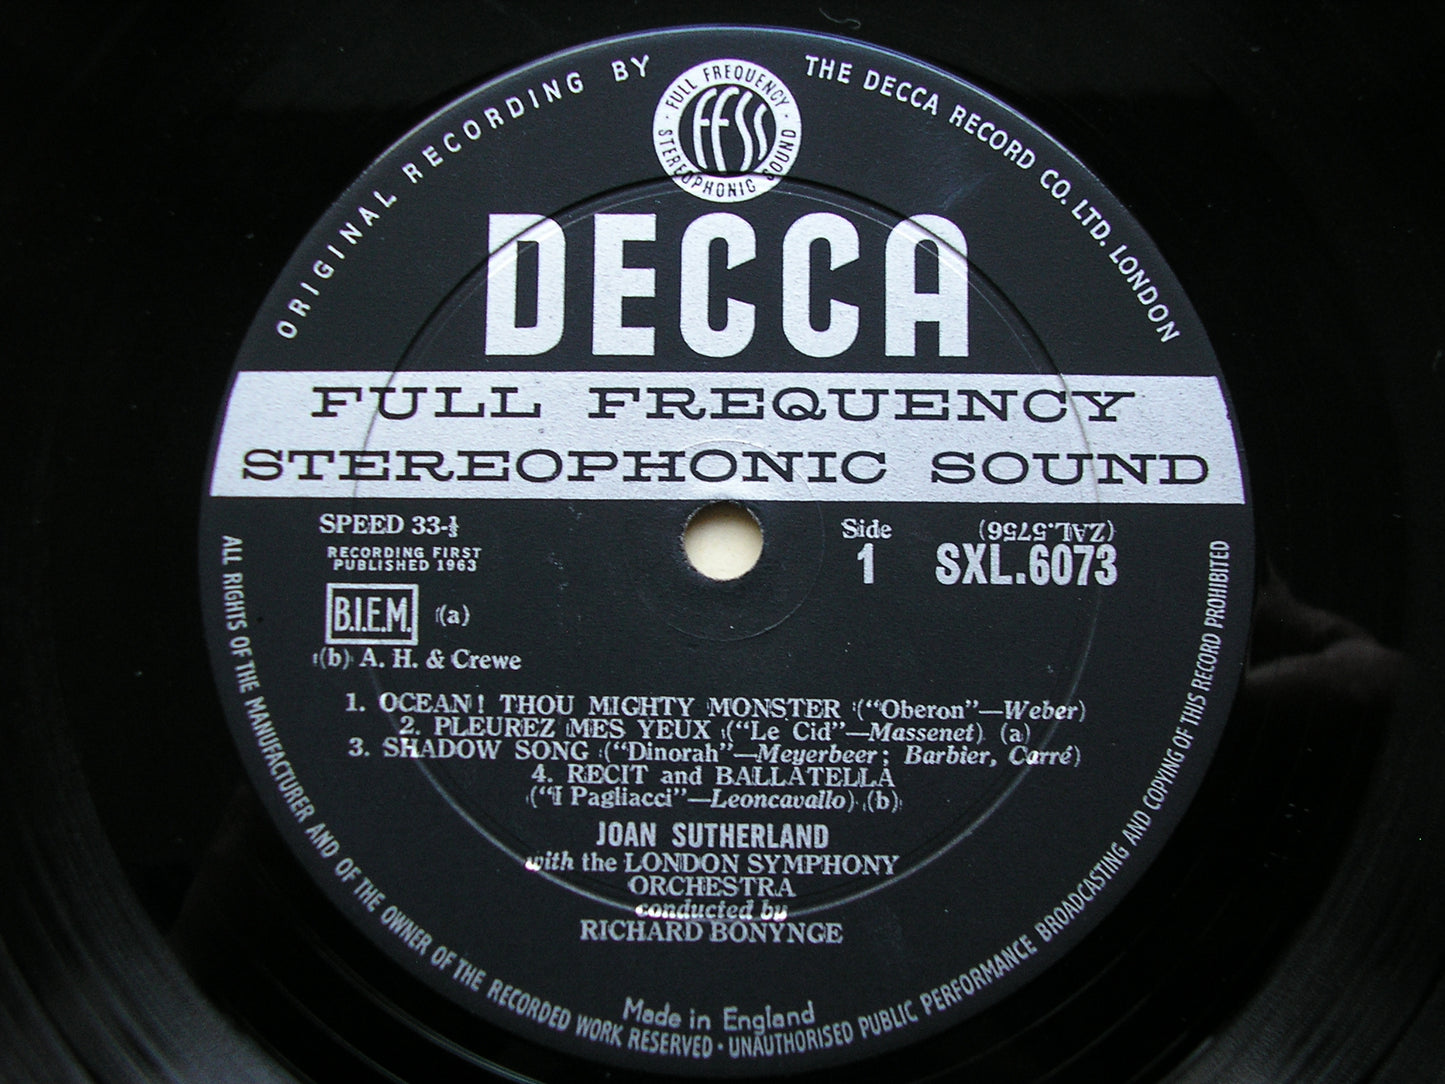 ORIGINAL RECORDING BY THE DECCA RECORD CO. LTD. LONDON
FULL FREQUENCY
STEREOPHONIC SOUND
FFSS
DECCA
FULL FREQUENCY
STEREOPHONIC SOUND
SPEED 33-⅓
RECORDING FIRST
PUBLISHED 1963
B.I.E.M. (a)
(b) A. H. & Crewe
Side
1
(ZAL.5756)
SXL.6073
1. OCEAN! THOU MIGHTY MONSTER ("Oberon"—Weber)
2. PLEUREZ MES YEUX ("Le Cid"—Massenet) (a)
3. SHADOW SONG ("Dinorah"—Meyerbeer; Barbier, Carré)
4. RECIT and BALLATELLA
("I Pagliacci"—Leoncavallo) (b)
JOAN SUTHERLAND
with the LONDON SYMPHONY
ORCHESTRA
conducted by
RICHARD BONYNGE
Made in England
ALL RIGHTS OF THE MANUFACTURER AND OF THE OWNER OF THE RECORDED WORK RESERVED · UNAUTHORISED PUBLIC PERFORMANCE BROADCASTING AND COPYING OF THIS RECORD PROHIBITED